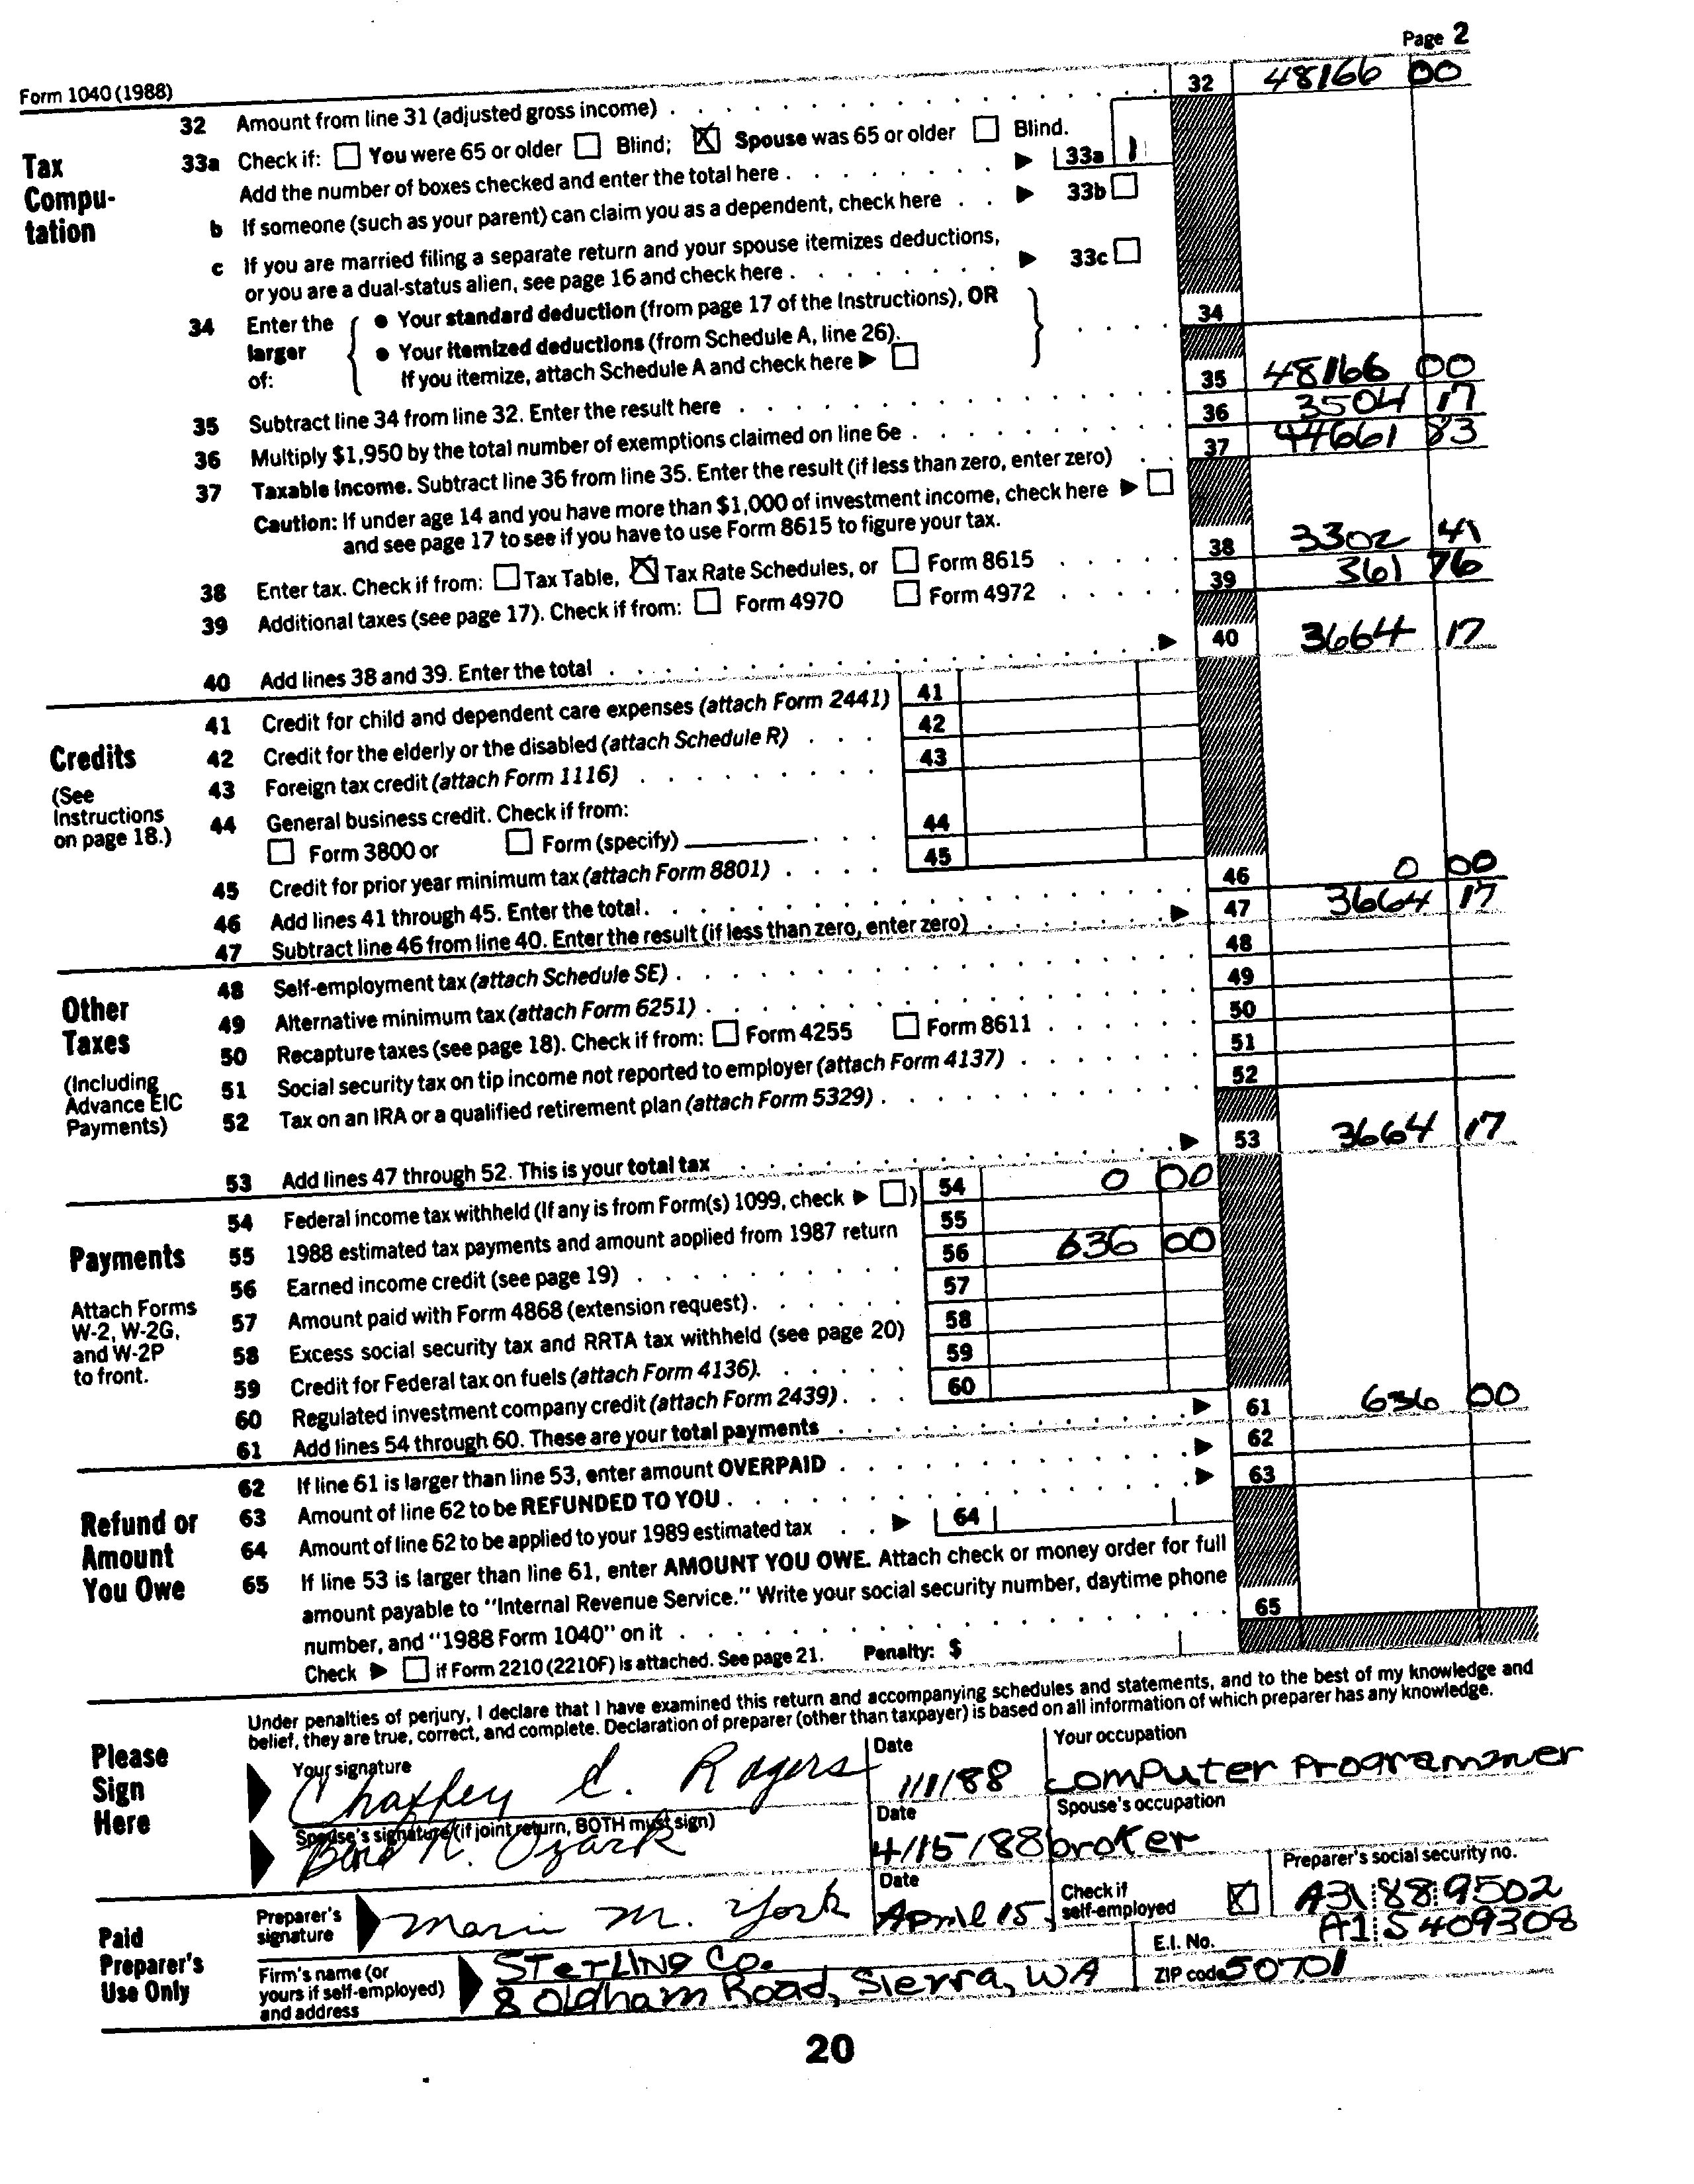 Page 2
Form 1040 (1988)
32 Amount from line 31 (adjusted gross income) 32 48166 00
Tax Compu- tation
33a Check if: You were 65 or older Blind; X Spouse was 65 or older Blind.
Add the number of boxes checked and enter the total here 33a 1
b If someone (such as your parent) can claim you as a dependent, check here 33b
c If you are married filing a separate return and your spouse itemizes deductions,
or you are a dual-status alien, see page 16 and check here 33c
34 Enter the larger of: { • Your standard deduction (from page 17 of the Instructions), OR
• Your itemized deductions (from Schedule A, line 26).
If you itemize, attach Schedule A and check here } 34
35 Subtract line 34 from line 32. Enter the result here 35 48166 00
36 Multiply $1,950 by the total number of exemptions claimed on line 6e 36 3504 17
37 Taxable income. Subtract line 36 from line 35. Enter the result (if less than zero, enter zero) 37 44661 83
Caution: If under age 14 and you have more than $1,000 of investment income, check here
and see page 17 to see if you have to use Form 8615 to figure your tax.
38 Enter tax. Check if from: Tax Table, X Tax Rate Schedules, or Form 8615 38 3302 41
39 Additional taxes (see page 17). Check if from: Form 4970 Form 4972 39 361 76
40 Add lines 38 and 39. Enter the total 40 3664 17
Credits
(See Instructions on page 18.)
41 Credit for child and dependent care expenses (attach Form 2441) 41
42 Credit for the elderly or the disabled (attach Schedule R) 42
43 Foreign tax credit (attach Form 1116) 43
44 General business credit. Check if from:
Form 3800 or Form (specify) 44
45 Credit for prior year minimum tax (attach Form 8801) 45
46 Add lines 41 through 45. Enter the total 46 0 00
47 Subtract line 46 from line 40. Enter the result (if less than zero, enter zero) 47 3664 17
Other Taxes
(Including Advance EIC Payments)
48 Self-employment tax (attach Schedule SE) 48
49 Alternative minimum tax (attach Form 6251) 49
50 Recapture taxes (see page 18). Check if from: Form 4255 Form 8611 50
51 Social security tax on tip income not reported to employer (attach Form 4137) 51
52 Tax on an IRA or a qualified retirement plan (attach Form 5329) 52
53 Add lines 47 through 52. This is your total tax 53 3664 17
Payments
Attach Forms W-2, W-2G, and W-2P to front.
54 Federal income tax withheld (If any is from Form(s) 1099, check ) 54 0 00
55 1988 estimated tax payments and amount applied from 1987 return 55
56 Earned income credit (see page 19) 56 636 00
57 Amount paid with Form 4868 (extension request) 57
58 Excess social security tax and RRTA tax withheld (see page 20) 58
59 Credit for Federal tax on fuels (attach Form 4136) 59
60 Regulated investment company credit (attach Form 2439) 60
61 Add lines 54 through 60. These are your total payments 61 636 00
Refund or Amount You Owe
62 If line 61 is larger than line 53, enter amount OVERPAID 62
63 Amount of line 62 to be REFUNDED TO YOU 63
64 Amount of line 62 to be applied to your 1989 estimated tax 64
65 If line 53 is larger than line 61, enter AMOUNT YOU OWE. Attach check or money order for full
amount payable to "Internal Revenue Service." Write your social security number, daytime phone
number, and "1988 Form 1040" on it 65
Check if Form 2210 (2210F) is attached. See page 21. Penalty: $
Please Sign Here
Under penalties of perjury, I declare that I have examined this return and accompanying schedules and statements, and to the best of my knowledge and
belief, they are true, correct, and complete. Declaration of preparer (other than taxpayer) is based on all information of which preparer has any knowledge.
Your signature Date Your occupation
Chaffey C. Rogers 1/1/88 computer Programmer
Spouse's signature (if joint return, BOTH must sign) Date Spouse's occupation
K. Ozark 4/15/88 broker
Paid Preparer's Use Only
Preparer's signature Marie M. York Date April 15 Check if self-employed X Preparer's social security no. A31 88 9502
Firm's name (or yours if self-employed) and address Sterling Co. E.I. No. A1 5409308
8 Oldham Road, Sierra, WA ZIP code 50701
20